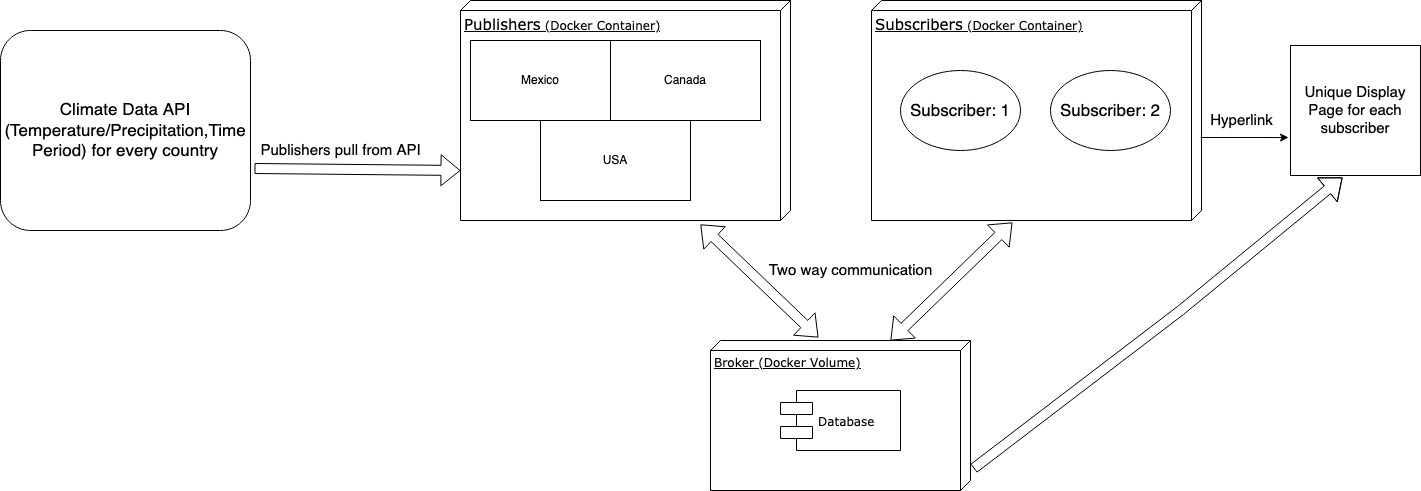 Publishers (Docker Container)
Subscribers (Docker Container)
Mexico
Canada
Climate Data API
(Temperature/Precipitation,Time
Period) for every country
Publishers pull from API
USA
Subscriber: 1
Subscriber: 2
Hyperlink
Unique Display
Page for each
subscriber
Two way communication
Broker (Docker Volume)
Database